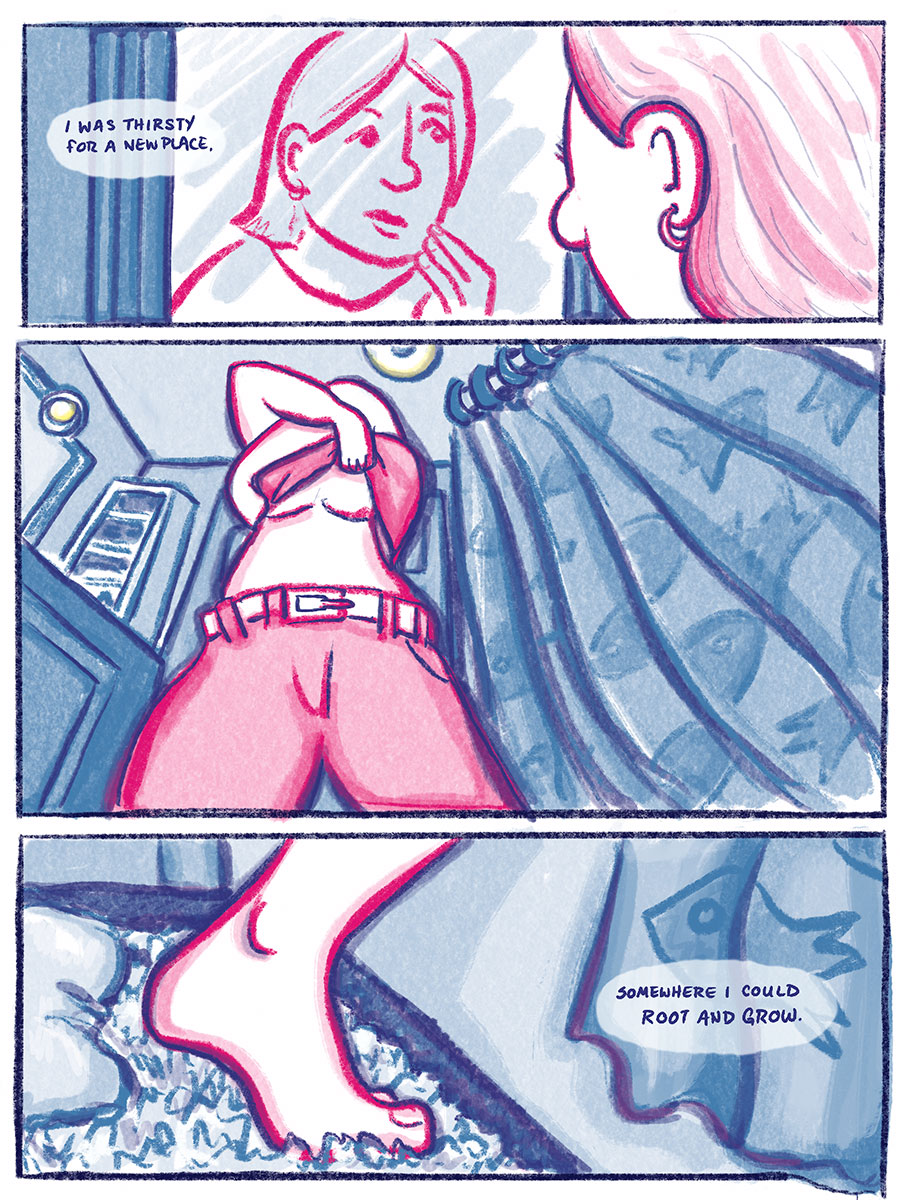 I WAS THIRSTY
FOR A NEW PLACE.
SOMEWHERE I COULD
ROOT AND GROW.